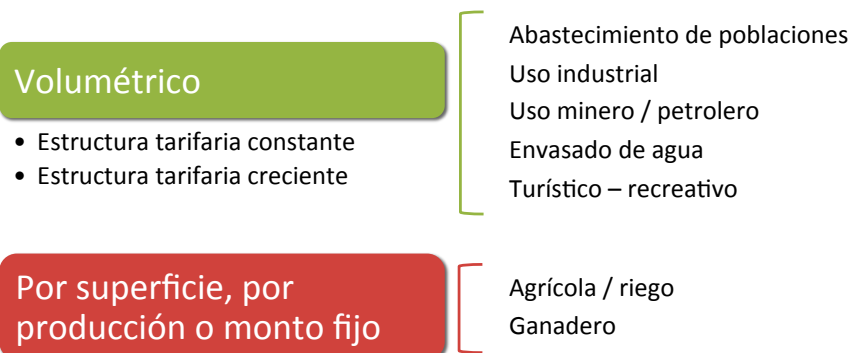 Volumétrico
• Estructura tarifaria constante
• Estructura tarifaria creciente
Abastecimiento de poblaciones
Uso industrial
Uso minero / petrolero
Envasado de agua
Turístico – recreativo
Por superficie, por
producción o monto fijo
Agrícola / riego
Ganadero